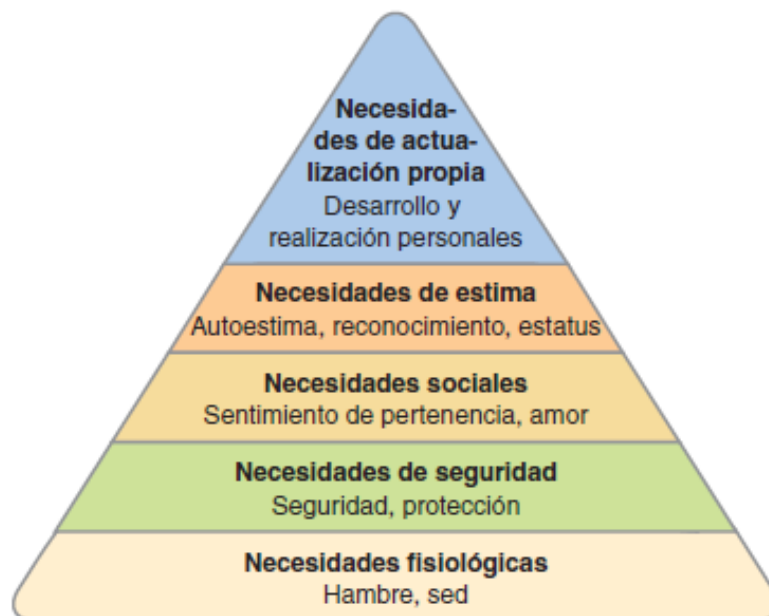 Necesida-
des de actua-
lización propia
Desarrollo y
realización personales
Necesidades de estima
Autoestima, reconocimiento, estatus
Necesidades sociales
Sentimiento de pertenencia, amor
Necesidades de seguridad
Seguridad, protección
Necesidades fisiológicas
Hambre, sed